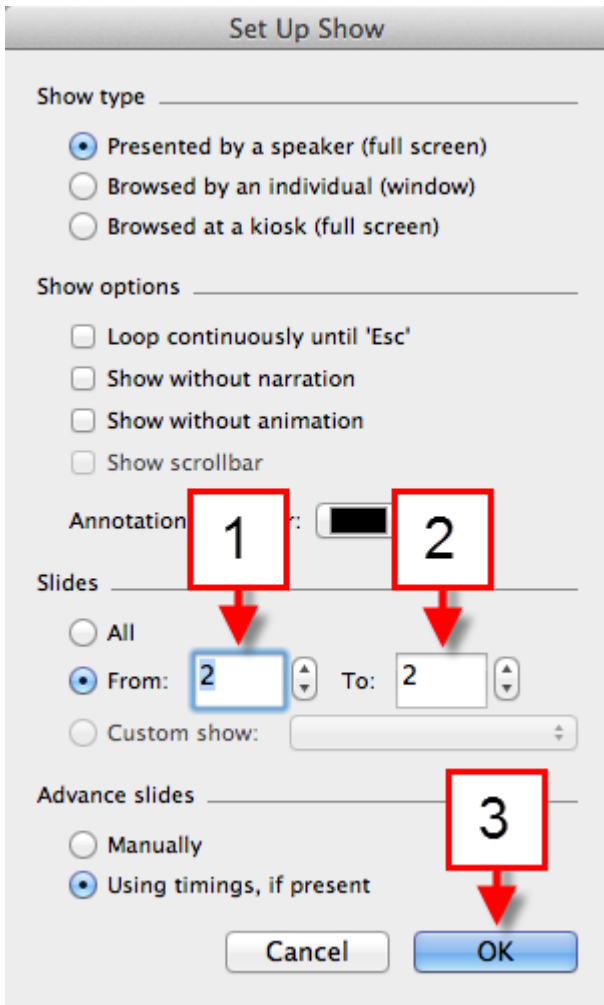 Set Up Show
Show type
Presented by a speaker (full screen)
Browsed by an individual (window)
Browsed at a kiosk (full screen)
Show options
Loop continuously until 'Esc'
Show without narration
Show without animation
Show scrollbar
Annotation r:
1 2
Slides
All
From: 2 To: 2
Custom show:
Advance slides
3
Manually
Using timings, if present
Cancel OK